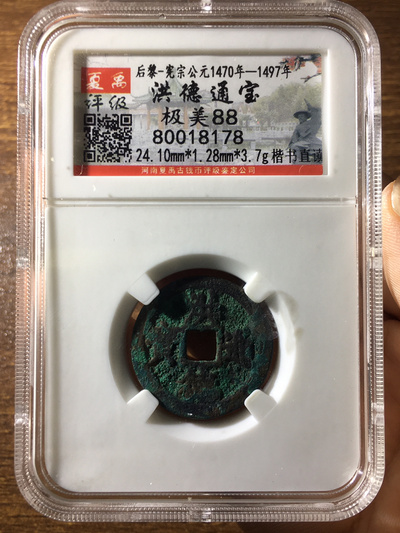 后黎-宪宗公元1470年—1497年
夏禹
评级
洪德通宝
极美88
80018178
24.10mm*1.28mm*3.7g楷书直读
河南夏禹古钱币评级鉴定公司